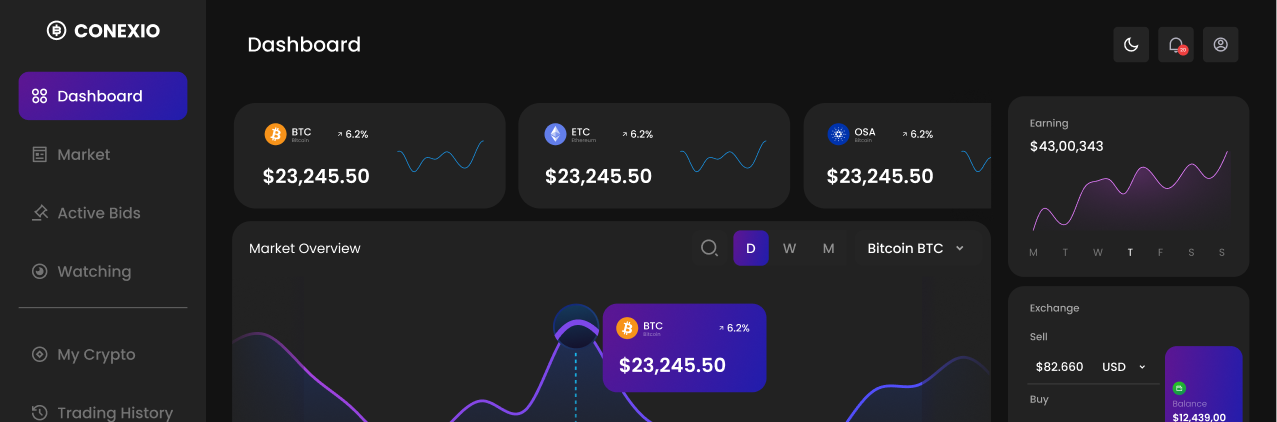 CONEXIO
Dashboard
Market
Active Bids
Watching
My Crypto
Trading History
Dashboard
BTC
Bitcoin
6.2%
$23,245.50
ETC
Ethereum
6.2%
$23,245.50
OSA
Bitcoin
6.2%
$23,245.50
Market Overview
D W M
Bitcoin BTC
BTC
Bitcoin
6.2%
$23,245.50
Earning
$43,00,343
M T W T F S S
Exchange
Sell
$82.660 USD
Buy
Balance
$12,439,00